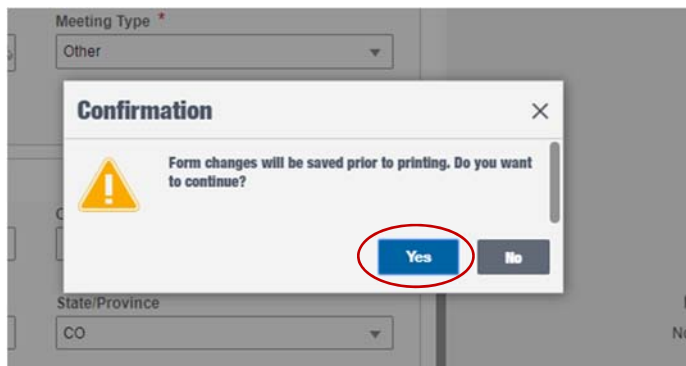 Meeting Type *
Other
Confirmation
Form changes will be saved prior to printing. Do you want
to continue?
Yes
No
State/Province
CO